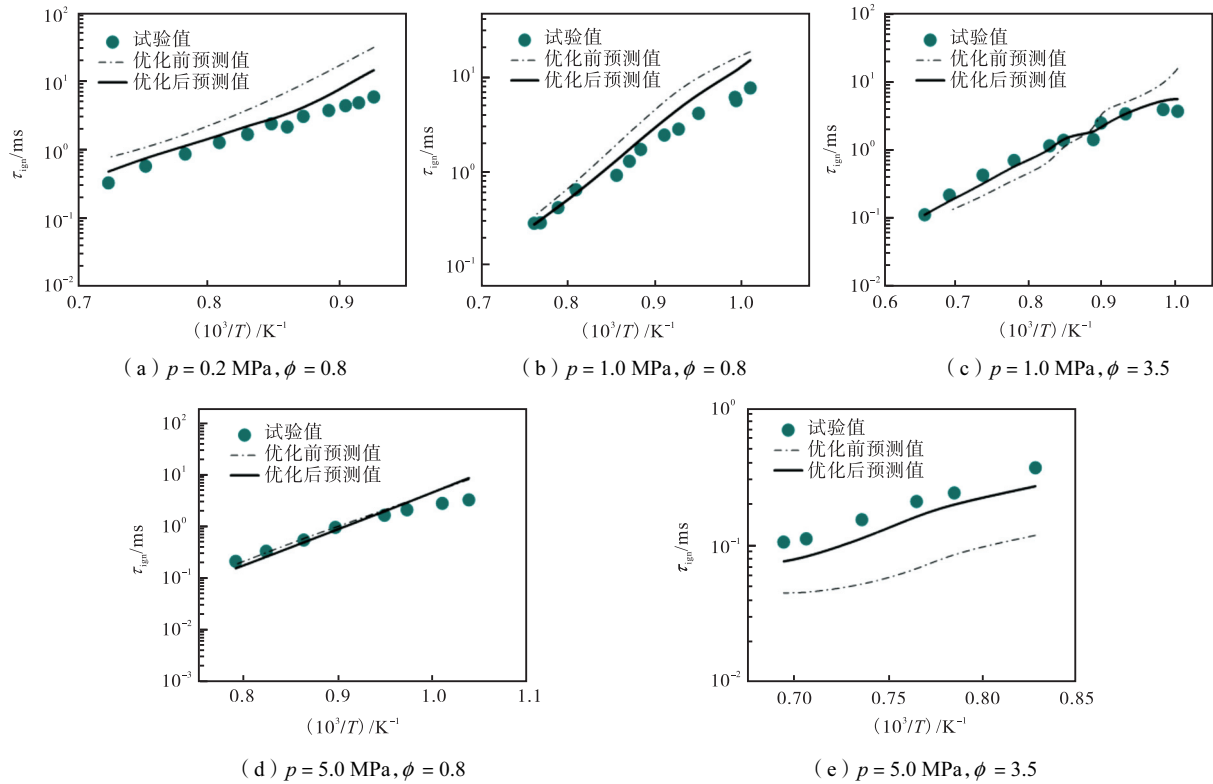 10²
10¹
10⁰
10⁻¹
10⁻²
τign/ms
试验值
优化前预测值
优化后预测值
0.7
0.8
0.9
(10³/T)/K⁻¹
(a) p = 0.2 MPa, ϕ = 0.8
10¹
10⁰
10⁻¹
τign/ms
试验值
优化前预测值
优化后预测值
0.7
0.8
0.9
1.0
(10³/T)/K⁻¹
(b) p = 1.0 MPa, ϕ = 0.8
10²
10¹
10⁰
10⁻¹
10⁻²
τign/ms
试验值
优化前预测值
优化后预测值
0.6
0.7
0.8
0.9
1.0
(10³/T)/K⁻¹
(c) p = 1.0 MPa, ϕ = 3.5
10²
10¹
10⁰
10⁻¹
10⁻²
10⁻³
τign/ms
试验值
优化前预测值
优化后预测值
0.8
0.9
1.0
1.1
(10³/T)/K⁻¹
(d) p = 5.0 MPa, ϕ = 0.8
10⁰
10⁻¹
10⁻²
τign/ms
试验值
优化前预测值
优化后预测值
0.70
0.75
0.80
0.85
(10³/T)/K⁻¹
(e) p = 5.0 MPa, ϕ = 3.5